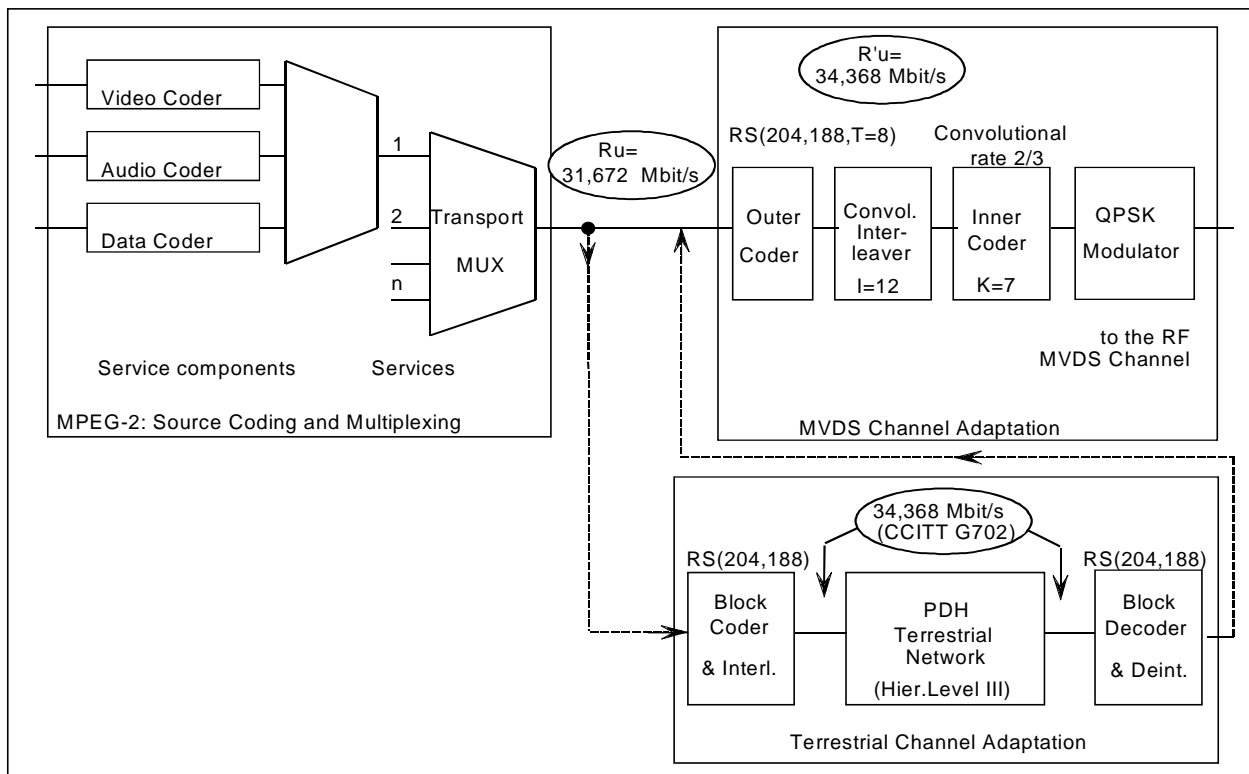 Video Coder
Audio Coder
Data Coder
1
2
n
Transport
MUX
Service components
Services
MPEG-2: Source Coding and Multiplexing
Ru=
31,672 Mbit/s
R'u=
34,368 Mbit/s
RS(204,188,T=8)
Convolutional
rate 2/3
Outer
Coder
Convol.
Inter-
leaver
I=12
Inner
Coder
K=7
QPSK
Modulator
to the RF
MVDS Channel
MVDS Channel Adaptation
34,368 Mbit/s
(CCITT G702)
RS(204,188)
RS(204,188)
Block
Coder
& Interl.
PDH
Terrestrial
Network
(Hier.Level III)
Block
Decoder
& Deint.
Terrestrial Channel Adaptation